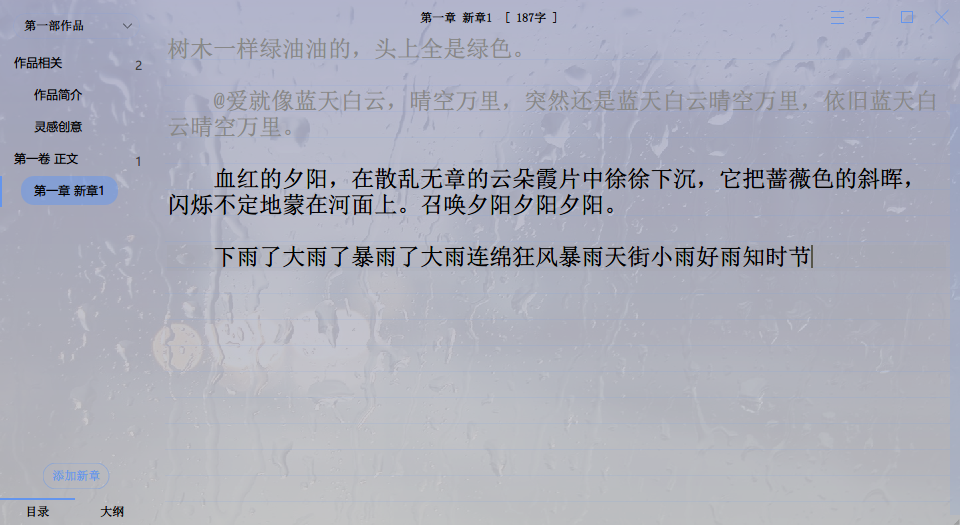 第一部作品
第一章 新章1 [ 187字 ]
作品相关 2
作品简介
灵感创意
第一卷 正文 1
第一章 新章1
树木一样绿油油的，头上全是绿色。
@爱就像蓝天白云，晴空万里，突然还是蓝天白云晴空万里，依旧蓝天白
云晴空万里。
血红的夕阳，在散乱无章的云朵霞片中徐徐下沉，它把蔷薇色的斜晖，
闪烁不定地蒙在河面上。召唤夕阳夕阳夕阳。
下雨了大雨了暴雨了大雨连绵狂风暴雨天街小雨好雨知时节
添加新章
目录 大纲